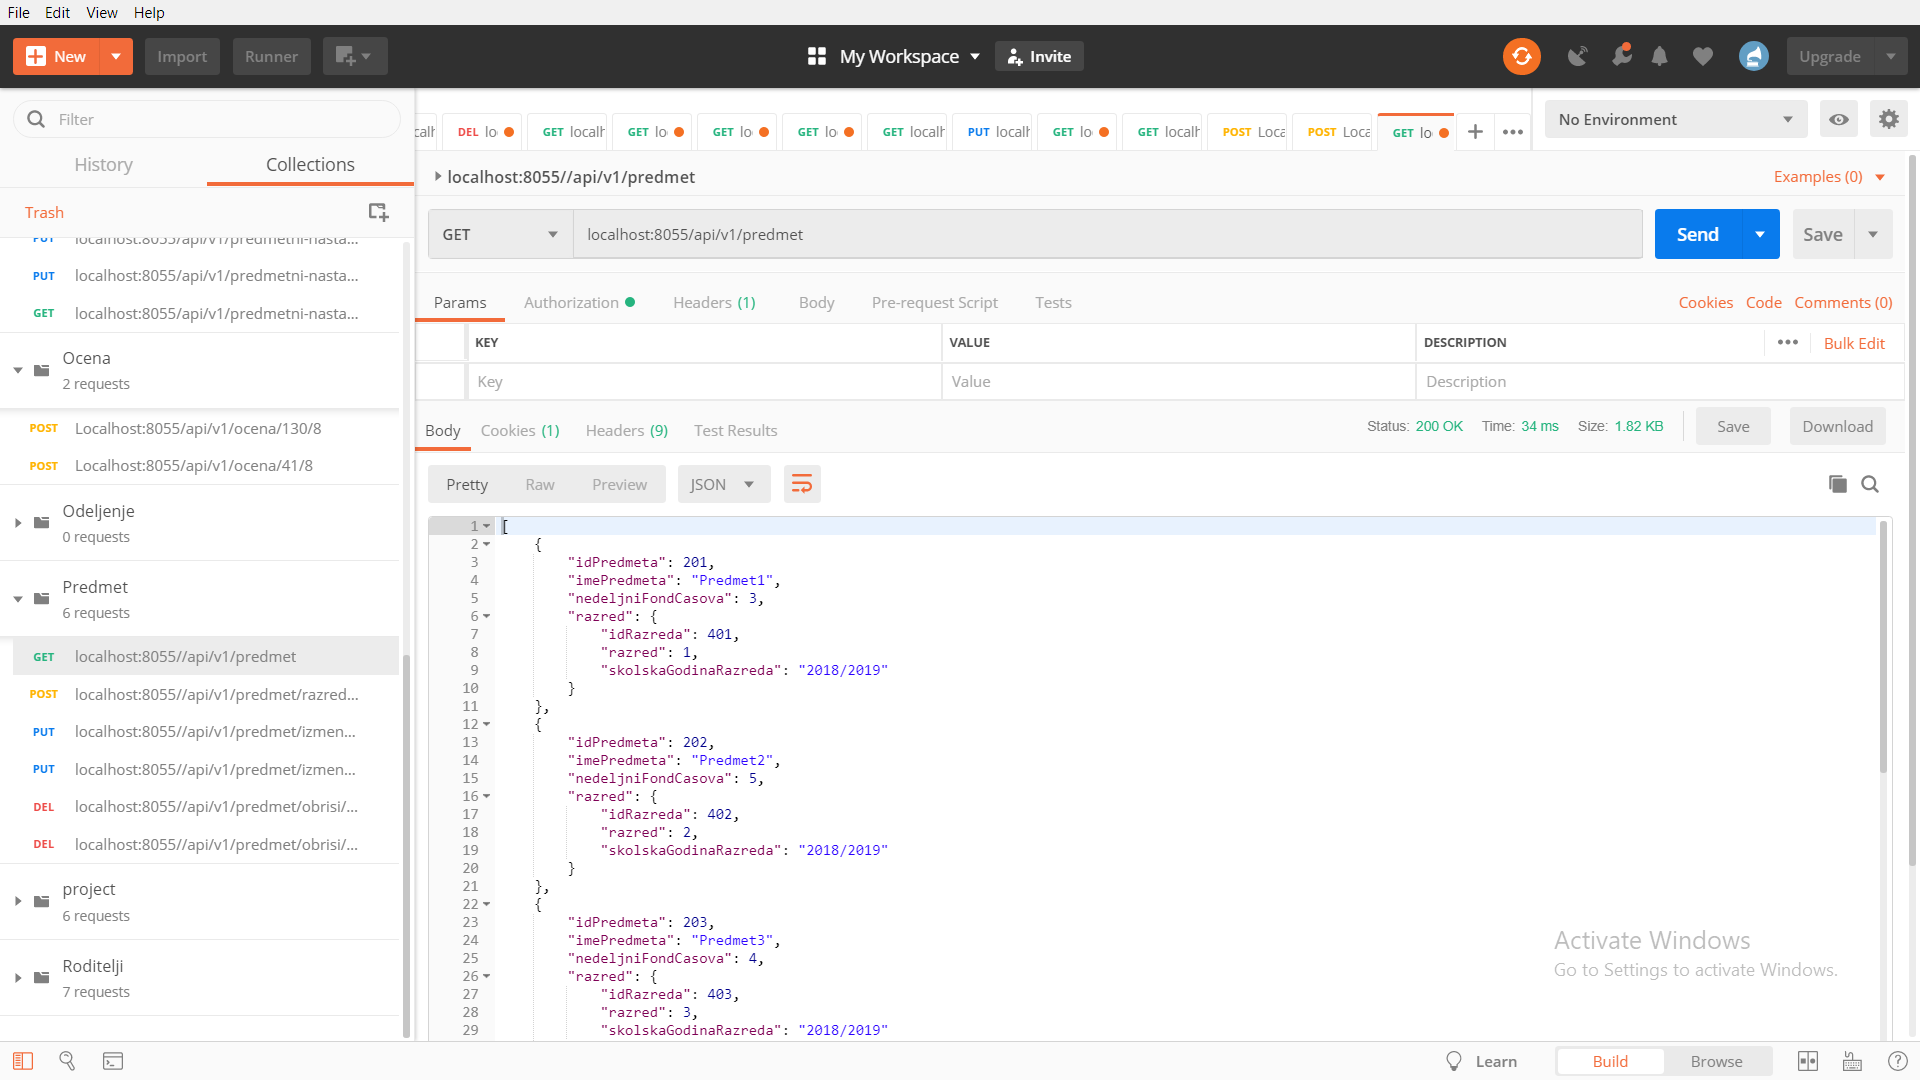 File Edit View Help
New Import Runner My Workspace Invite Upgrade
Filter
History Collections
Trash
localhost:8055/api/v1/predmetni-nasta...
PUT localhost:8055/api/v1/predmetni-nasta...
GET localhost:8055/api/v1/predmetni-nasta...
Ocena
2 requests
POST Localhost:8055/api/v1/ocena/130/8
POST Localhost:8055/api/v1/ocena/41/8
Odeljenje
0 requests
Predmet
6 requests
GET localhost:8055//api/v1/predmet
POST localhost:8055//api/v1/predmet/razred...
PUT localhost:8055//api/v1/predmet/izmen...
PUT localhost:8055//api/v1/predmet/izmen...
DEL localhost:8055//api/v1/predmet/obrisi/...
DEL localhost:8055//api/v1/predmet/obrisi/...
project
6 requests
Roditelji
7 requests
DEL lo GET localh GET lo GET lo GET lo GET localh PUT localh GET lo GET localh POST Loca POST Loca GET lo + •••
No Environment
localhost:8055//api/v1/predmet
Examples (0)
GET localhost:8055/api/v1/predmet Send Save
Params Authorization Headers (1) Body Pre-request Script Tests Cookies Code Comments (0)
KEY VALUE DESCRIPTION ••• Bulk Edit
Key Value Description
Body Cookies (1) Headers (9) Test Results Status: 200 OK Time: 34 ms Size: 1.82 KB Save Download
Pretty Raw Preview JSON
1 [
2 {
3 "idPredmeta": 201,
4 "imePredmeta": "Predmet1",
5 "nedeljniFondCasova": 3,
6 "razred": {
7 "idRazreda": 401,
8 "razred": 1,
9 "skolskaGodinaRazreda": "2018/2019"
10 }
11 },
12 {
13 "idPredmeta": 202,
14 "imePredmeta": "Predmet2",
15 "nedeljniFondCasova": 5,
16 "razred": {
17 "idRazreda": 402,
18 "razred": 2,
19 "skolskaGodinaRazreda": "2018/2019"
20 }
21 },
22 {
23 "idPredmeta": 203,
24 "imePredmeta": "Predmet3",
25 "nedeljniFondCasova": 4,
26 "razred": {
27 "idRazreda": 403,
28 "razred": 3,
29 "skolskaGodinaRazreda": "2018/2019"
Activate Windows
Go to Settings to activate Windows.
Learn Build Browse